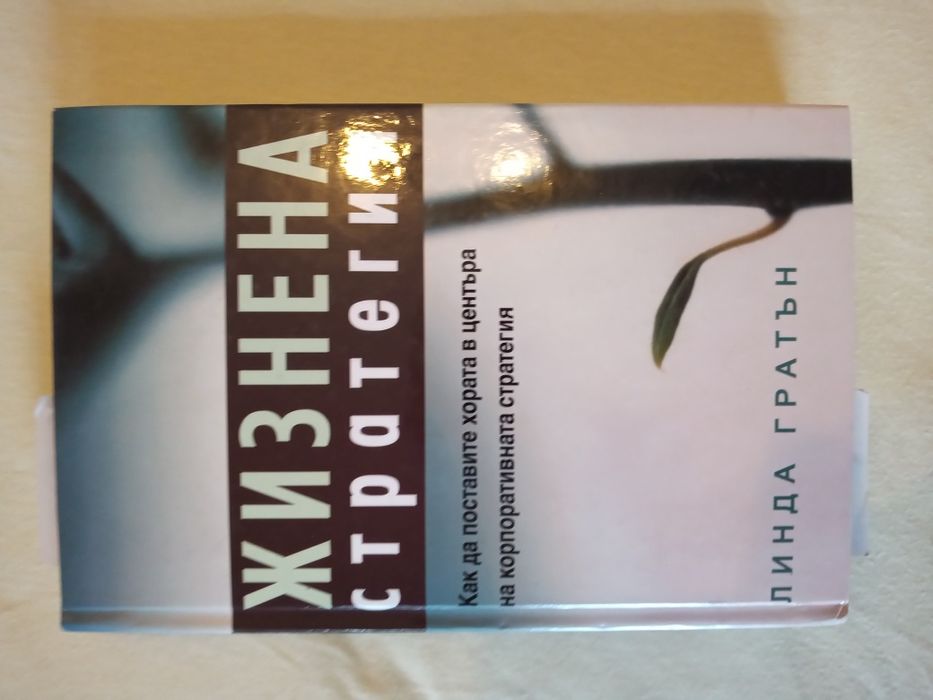 ЖИЗНЕНА
стратегия
Как да поставите хората в центъра
на корпоративната стратегия
ЛИНДА ГРАТЪН